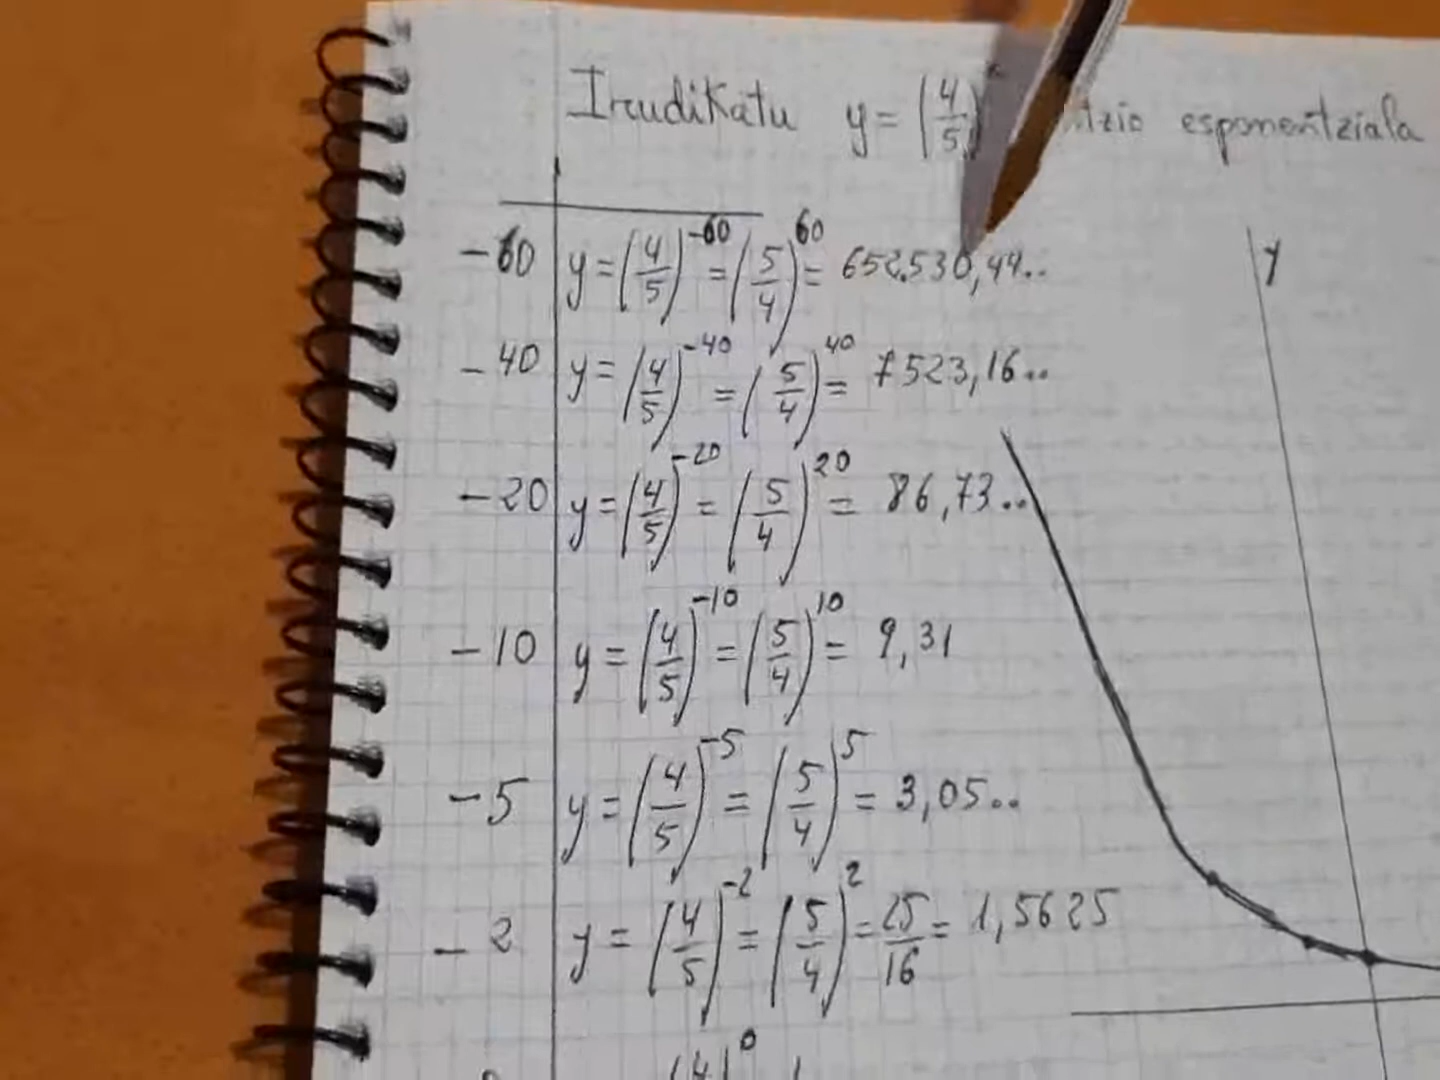 Irudikatu y = (4/5)^x ntzio esponentziala
-60 y = (4/5)^-60 = (5/4)^60 = 652.530,44..
-40 y = (4/5)^-40 = (5/4)^40 = 7523,16..
-20 y = (4/5)^-20 = (5/4)^20 = 86,73..
-10 y = (4/5)^-10 = (5/4)^10 = 9,31
-5 y = (4/5)^-5 = (5/4)^5 = 3,05..
-2 y = (4/5)^-2 = (5/4)^2 = 25/16 = 1,5625
y